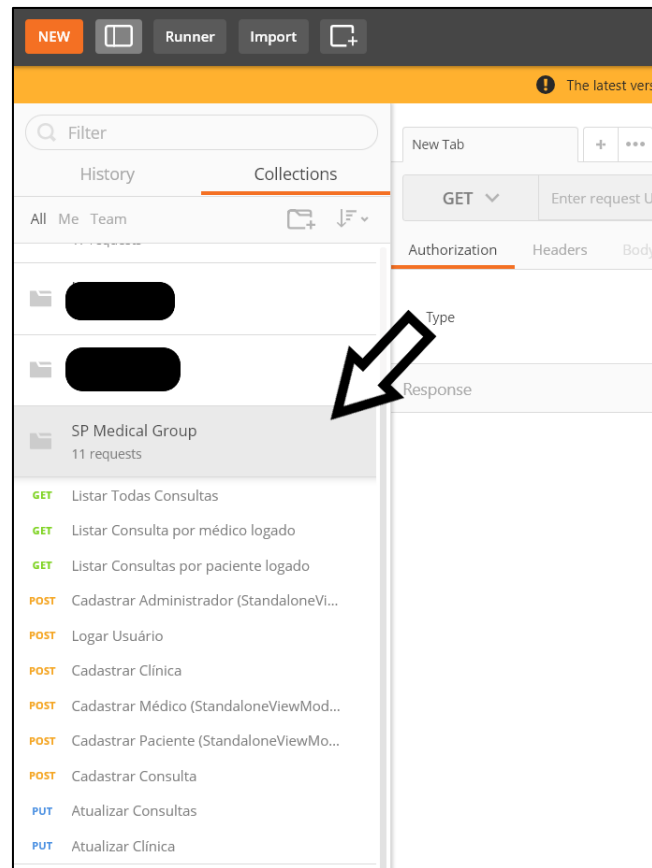 NEW Runner Import
The latest vers
Filter
History Collections
All Me Team
New Tab
GET Enter request U
Authorization Headers Body
Type
Response
SP Medical Group
11 requests
GET Listar Todas Consultas
GET Listar Consulta por médico logado
GET Listar Consultas por paciente logado
POST Cadastrar Administrador (StandaloneVi...
POST Logar Usuário
POST Cadastrar Clínica
POST Cadastrar Médico (StandaloneViewMod...
POST Cadastrar Paciente (StandaloneViewMo...
POST Cadastrar Consulta
PUT Atualizar Consultas
PUT Atualizar Clínica